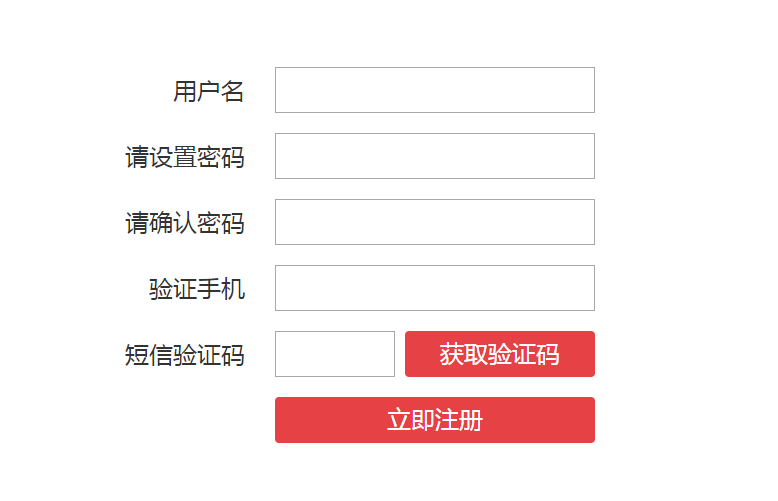 用户名
请设置密码
请确认密码
验证手机
短信验证码 获取验证码
立即注册